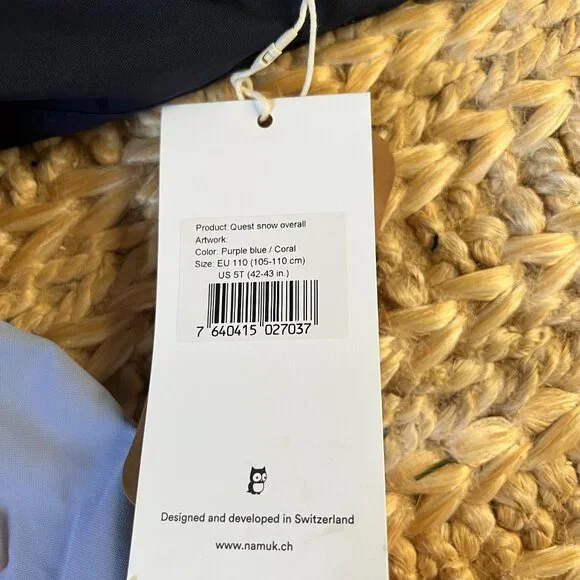 Product: Quest snow overall
Artwork:
Color: Purple blue / Coral
Size: EU 110 (105-110 cm)
US 5T (42-43 in.)
7 640415 027037
Designed and developed in Switzerland
www.namuk.ch